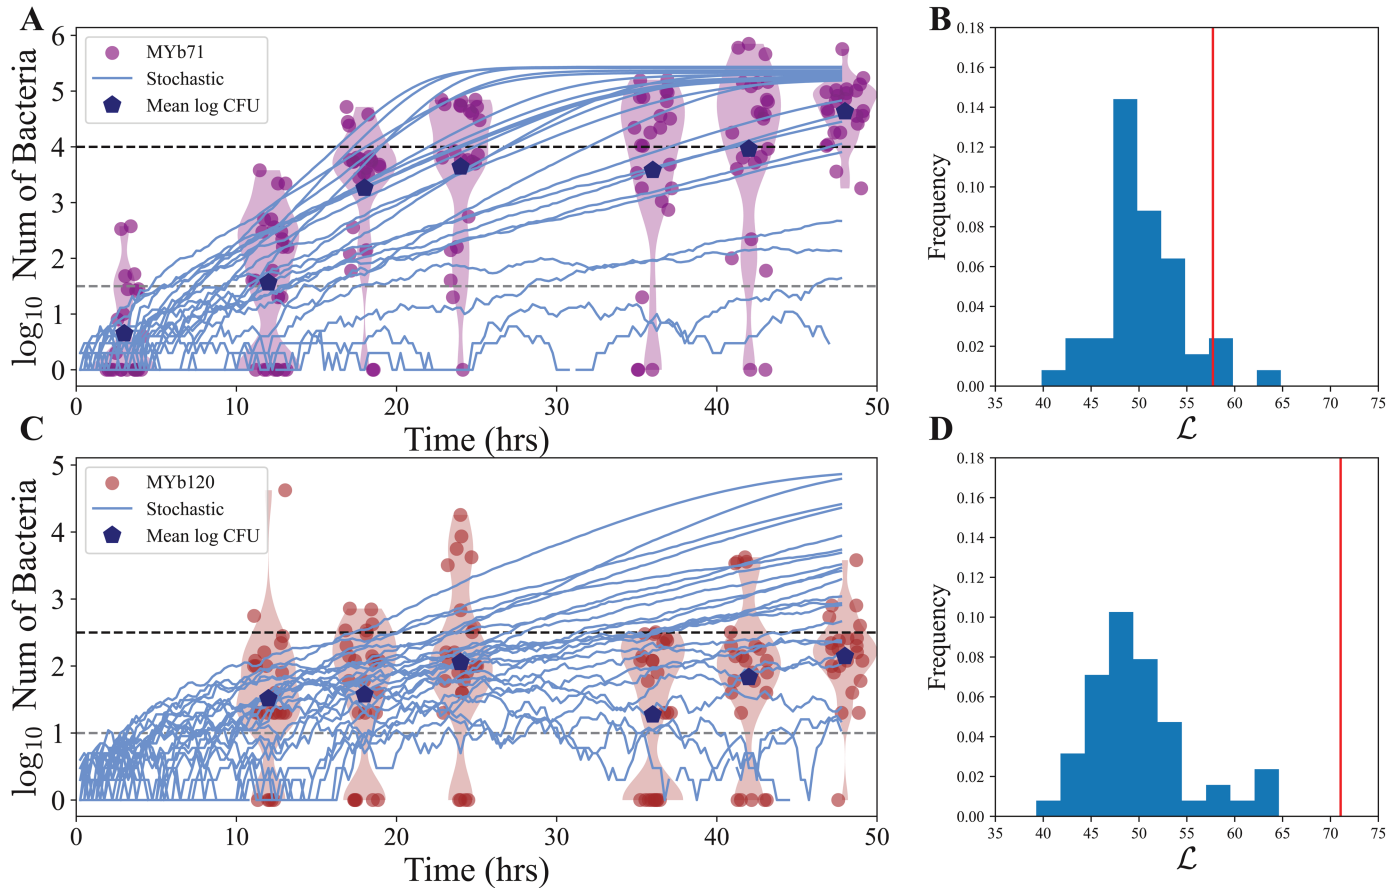 A
log10 Num of Bacteria
6
5
4
3
2
1
0
MYb71
Stochastic
Mean log CFU
0 10 20 30 40 50
Time (hrs)
B
Frequency
0.18
0.16
0.14
0.12
0.10
0.08
0.06
0.04
0.02
0.00
35 40 45 50 55 60 65 70 75
ℒ
C
log10 Num of Bacteria
5
4
3
2
1
0
MYb120
Stochastic
Mean log CFU
0 10 20 30 40 50
Time (hrs)
D
Frequency
0.18
0.16
0.14
0.12
0.10
0.08
0.06
0.04
0.02
0.00
35 40 45 50 55 60 65 70 75
ℒ